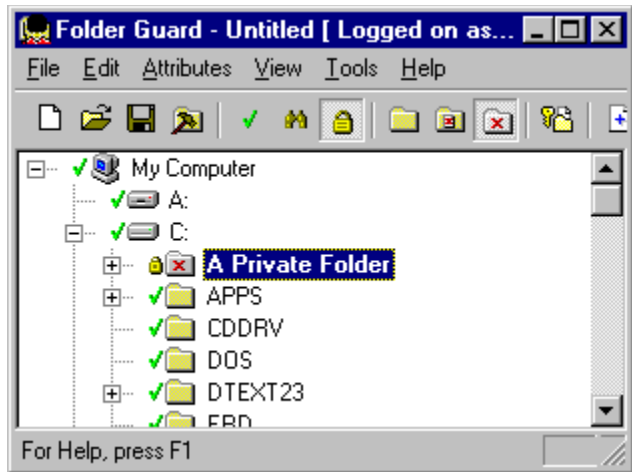 Folder Guard - Untitled [ Logged on as...
File Edit Attributes View Tools Help
My Computer
A:
C:
A Private Folder
APPS
CDDRV
DOS
DTEXT23
For Help, press F1